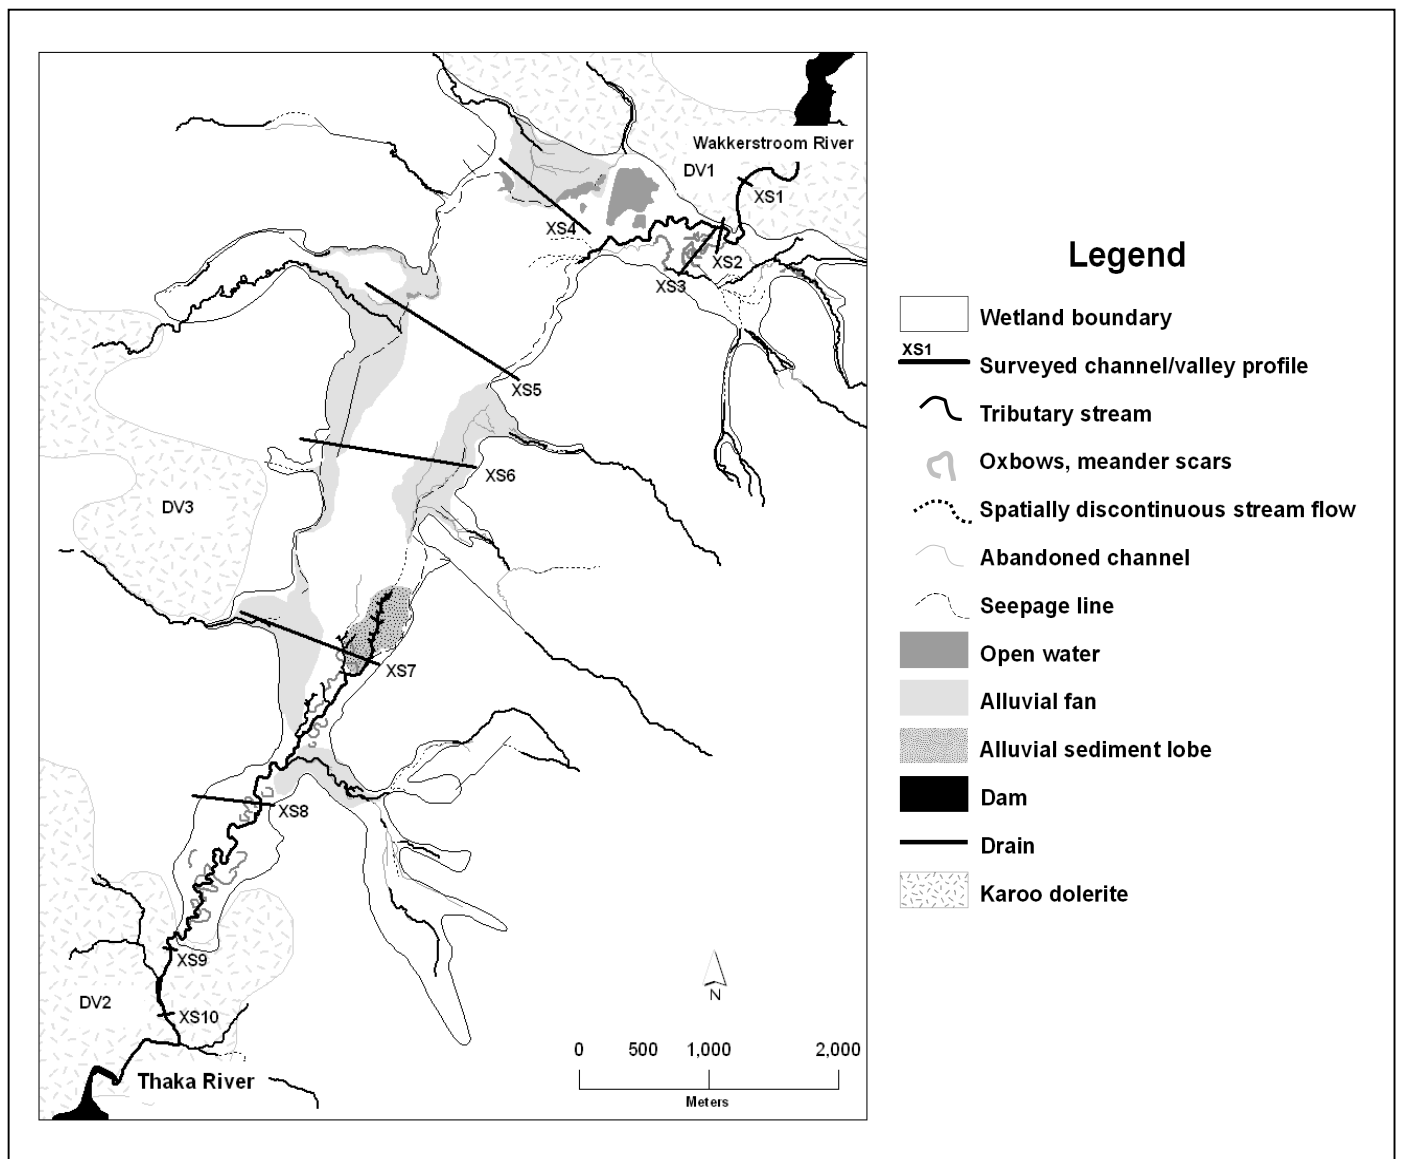 Wakkerstroom River
DV1
XS1
XS4
XS2
XS3
XS5
XS6
DV3
XS7
XS8
XS9
DV2
XS10
Thaka River
N
0 500 1,000 2,000
Meters
Legend
Wetland boundary
XS1
Surveyed channel/valley profile
Tributary stream
Oxbows, meander scars
Spatially discontinuous stream flow
Abandoned channel
Seepage line
Open water
Alluvial fan
Alluvial sediment lobe
Dam
Drain
Karoo dolerite